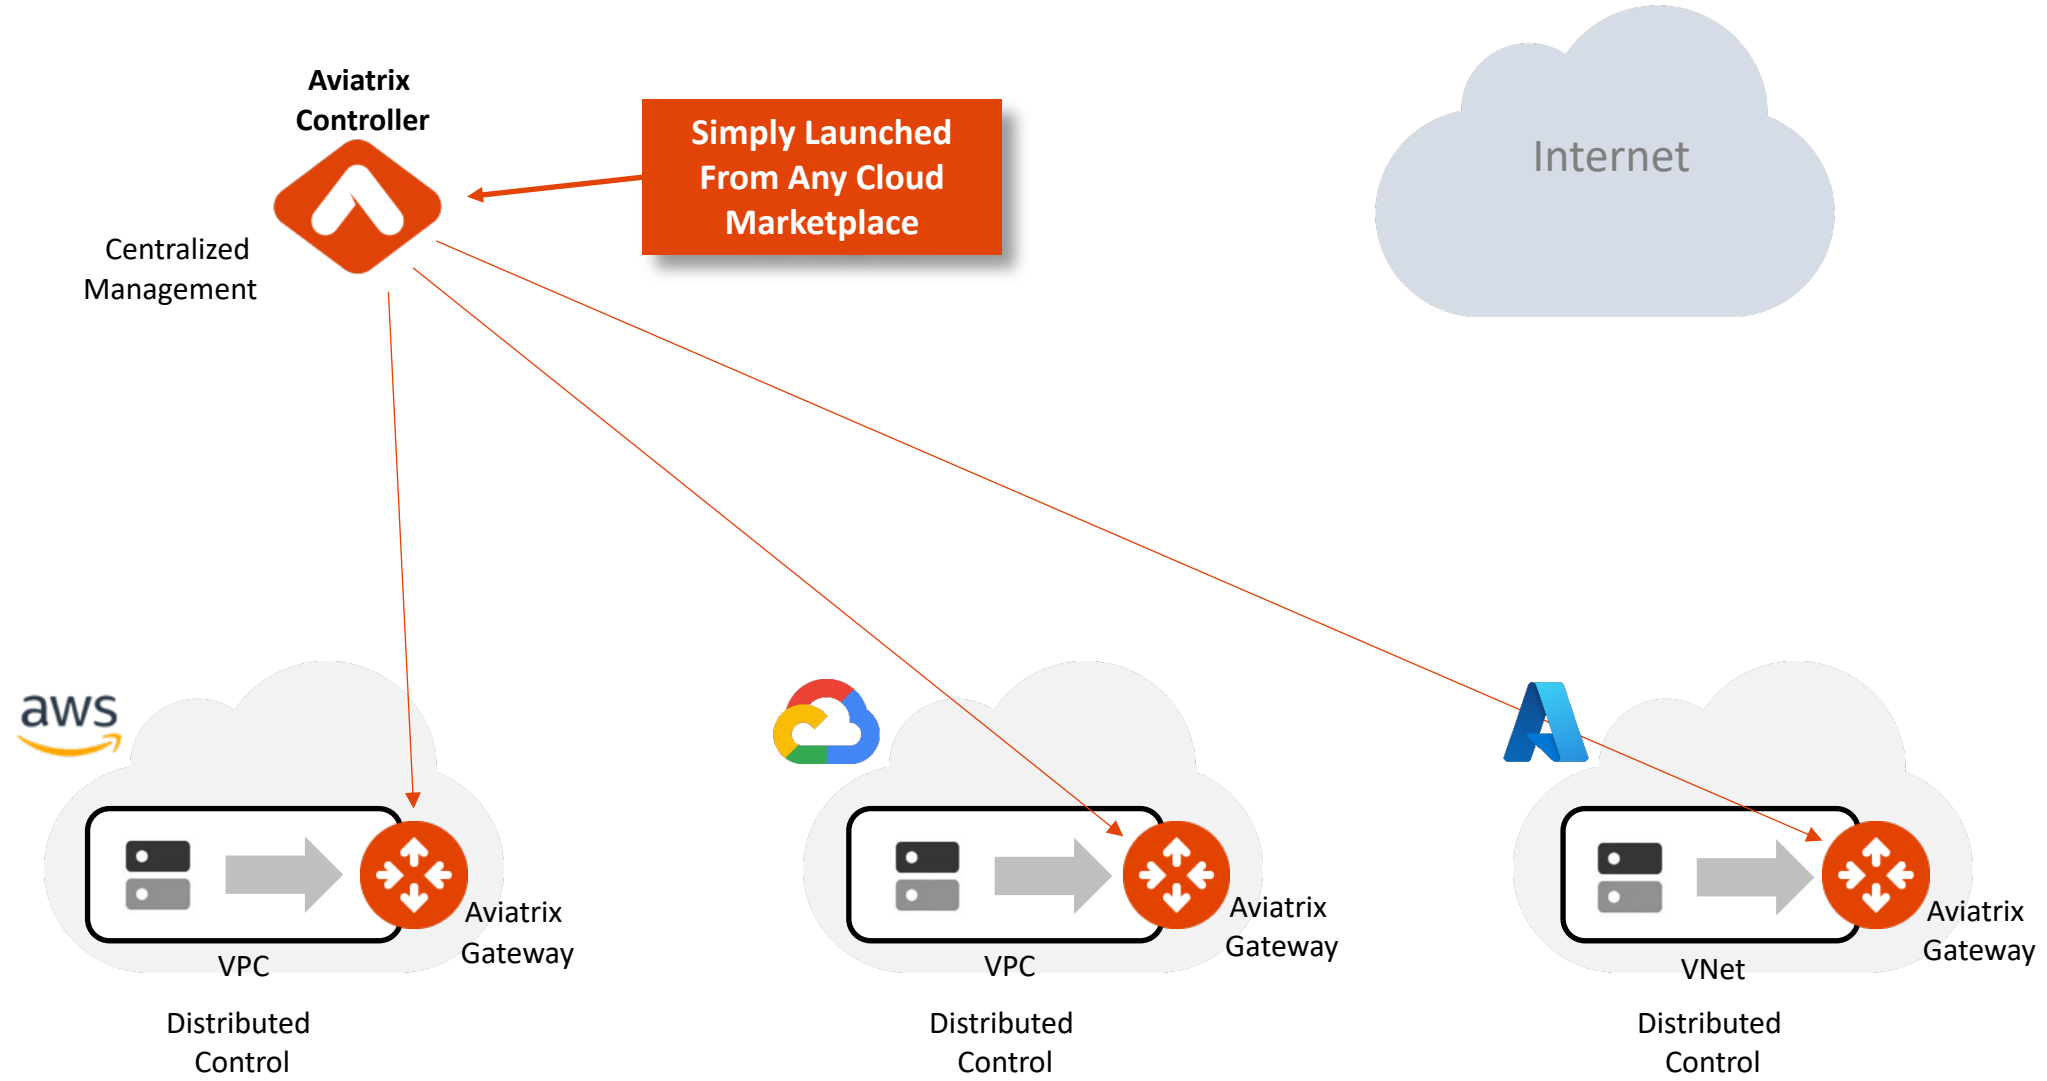 Aviatrix
Controller
Simply Launched
From Any Cloud
Marketplace
Internet
Centralized
Management
aws
Aviatrix
Gateway
VPC
Distributed
Control
Aviatrix
Gateway
VPC
Distributed
Control
Aviatrix
Gateway
VNet
Distributed
Control